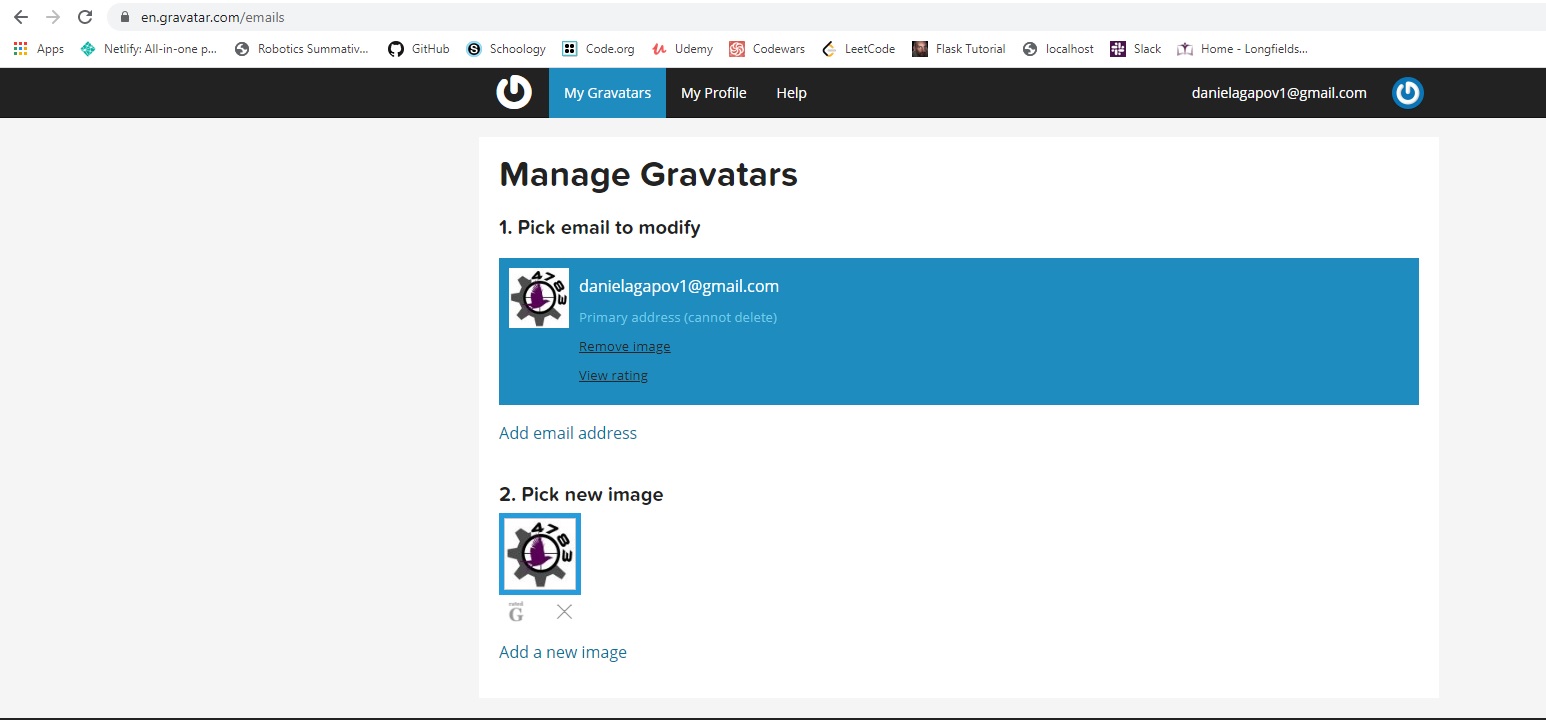 en.gravatar.com/emails
Apps Netlify: All-in-one p... Robotics Summativ... GitHub Schoology Code.org Udemy Codewars LeetCode Flask Tutorial localhost Slack Home - Longfields...
My Gravatars My Profile Help danielagapov1@gmail.com
Manage Gravatars
1. Pick email to modify
4783
danielagapov1@gmail.com
Primary address (cannot delete)
Remove image
View rating
Add email address
2. Pick new image
4783
rated
G
Add a new image